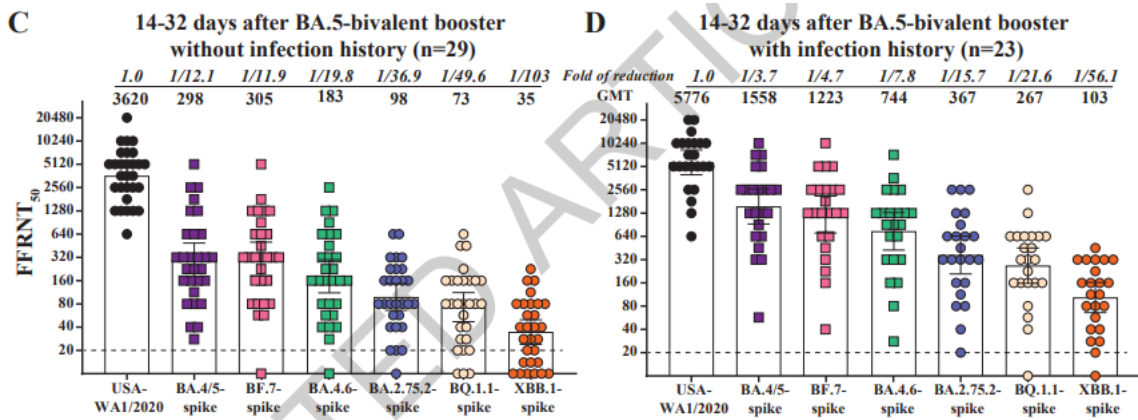 C
14-32 days after BA.5-bivalent booster
without infection history (n=29)
1.0 1/12.1 1/11.9 1/19.8 1/36.9 1/49.6 1/103
3620 298 305 183 98 73 35
FFRNT50
20480
10240
5120
2560
1280
640
320
160
80
40
20
USA-WA1/2020
BA.4/5-spike
BF.7-spike
BA.4.6-spike
BA.2.75.2-spike
BQ.1.1-spike
XBB.1-spike
D
14-32 days after BA.5-bivalent booster
with infection history (n=23)
Fold of reduction 1.0 1/3.7 1/4.7 1/7.8 1/15.7 1/21.6 1/56.1
GMT 5776 1558 1223 744 367 267 103
20480
10240
5120
2560
1280
640
320
160
80
40
20
USA-WA1/2020
BA.4/5-spike
BF.7-spike
BA.4.6-spike
BA.2.75.2-spike
BQ.1.1-spike
XBB.1-spike
TED ARTIC